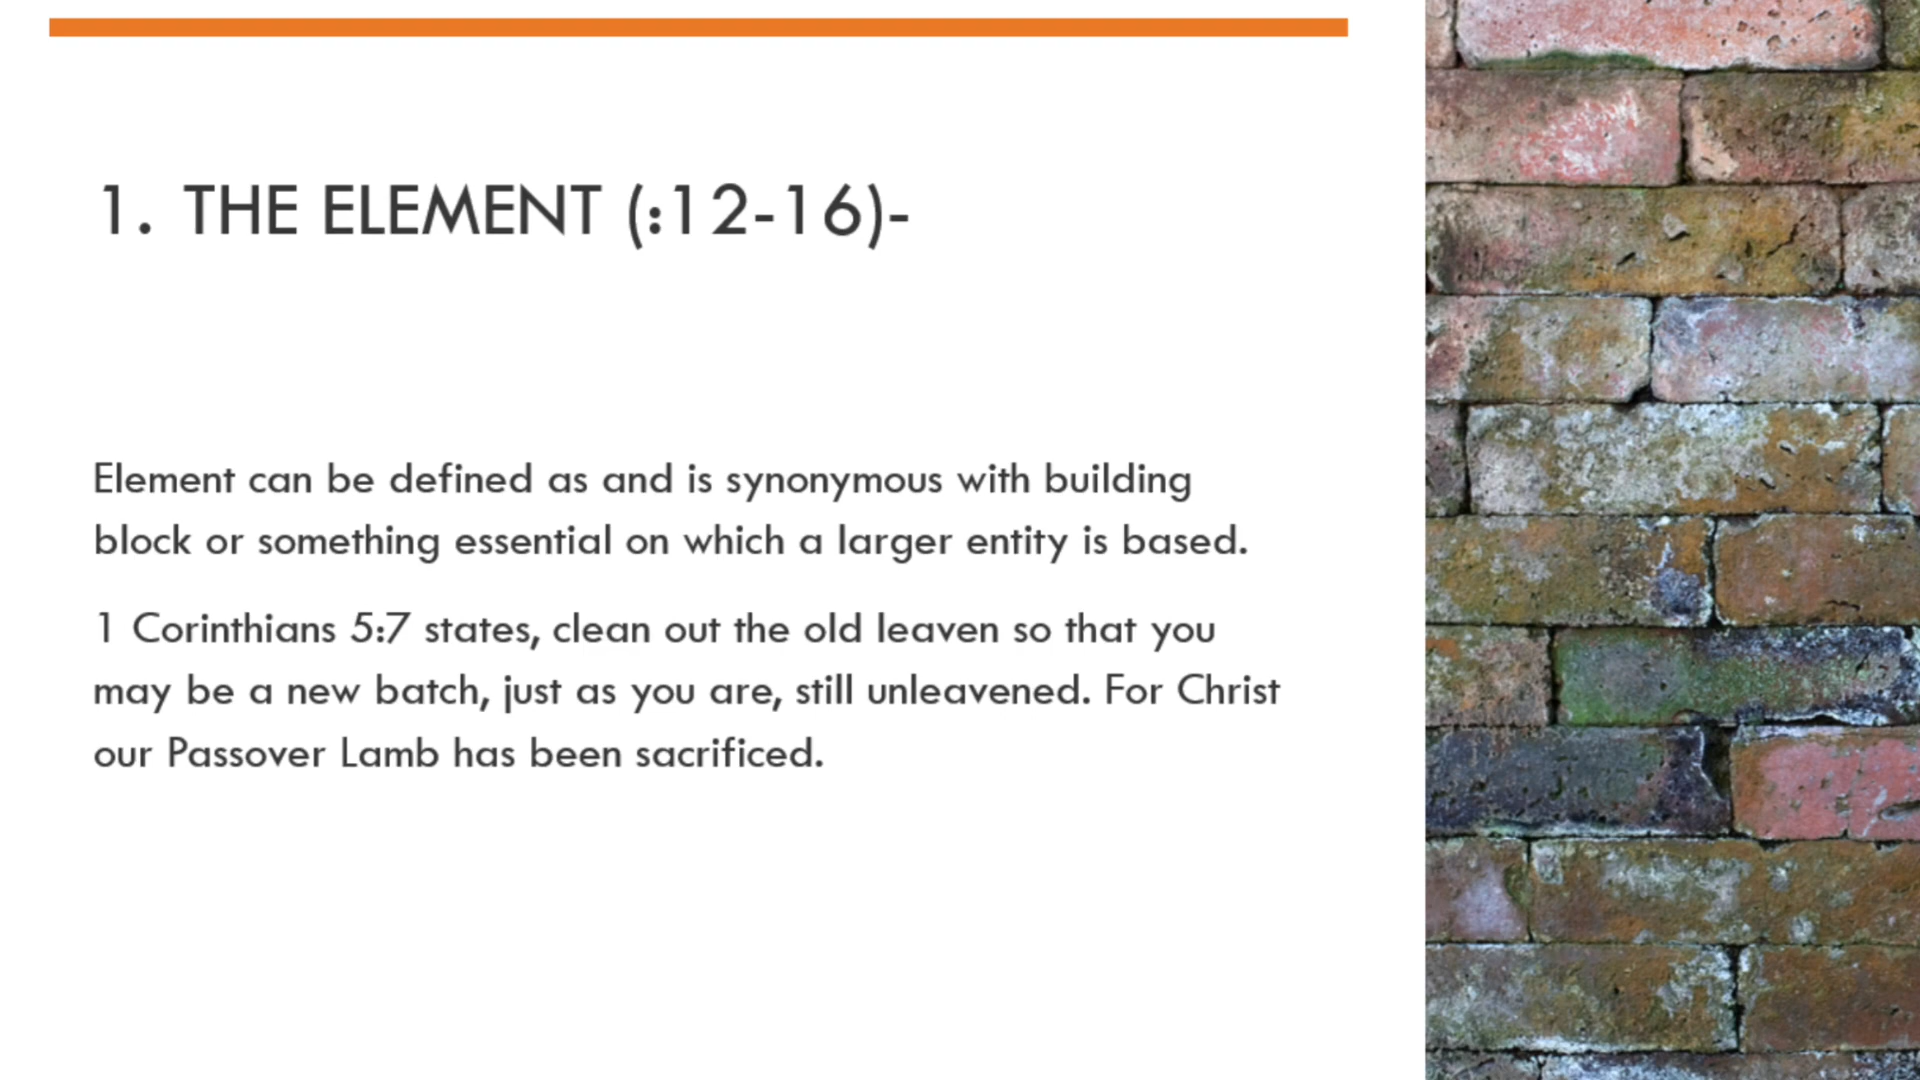 1. THE ELEMENT (:12-16)-
Element can be defined as and is synonymous with building
block or something essential on which a larger entity is based.
1 Corinthians 5:7 states, clean out the old leaven so that you
may be a new batch, just as you are, still unleavened. For Christ
our Passover Lamb has been sacrificed.